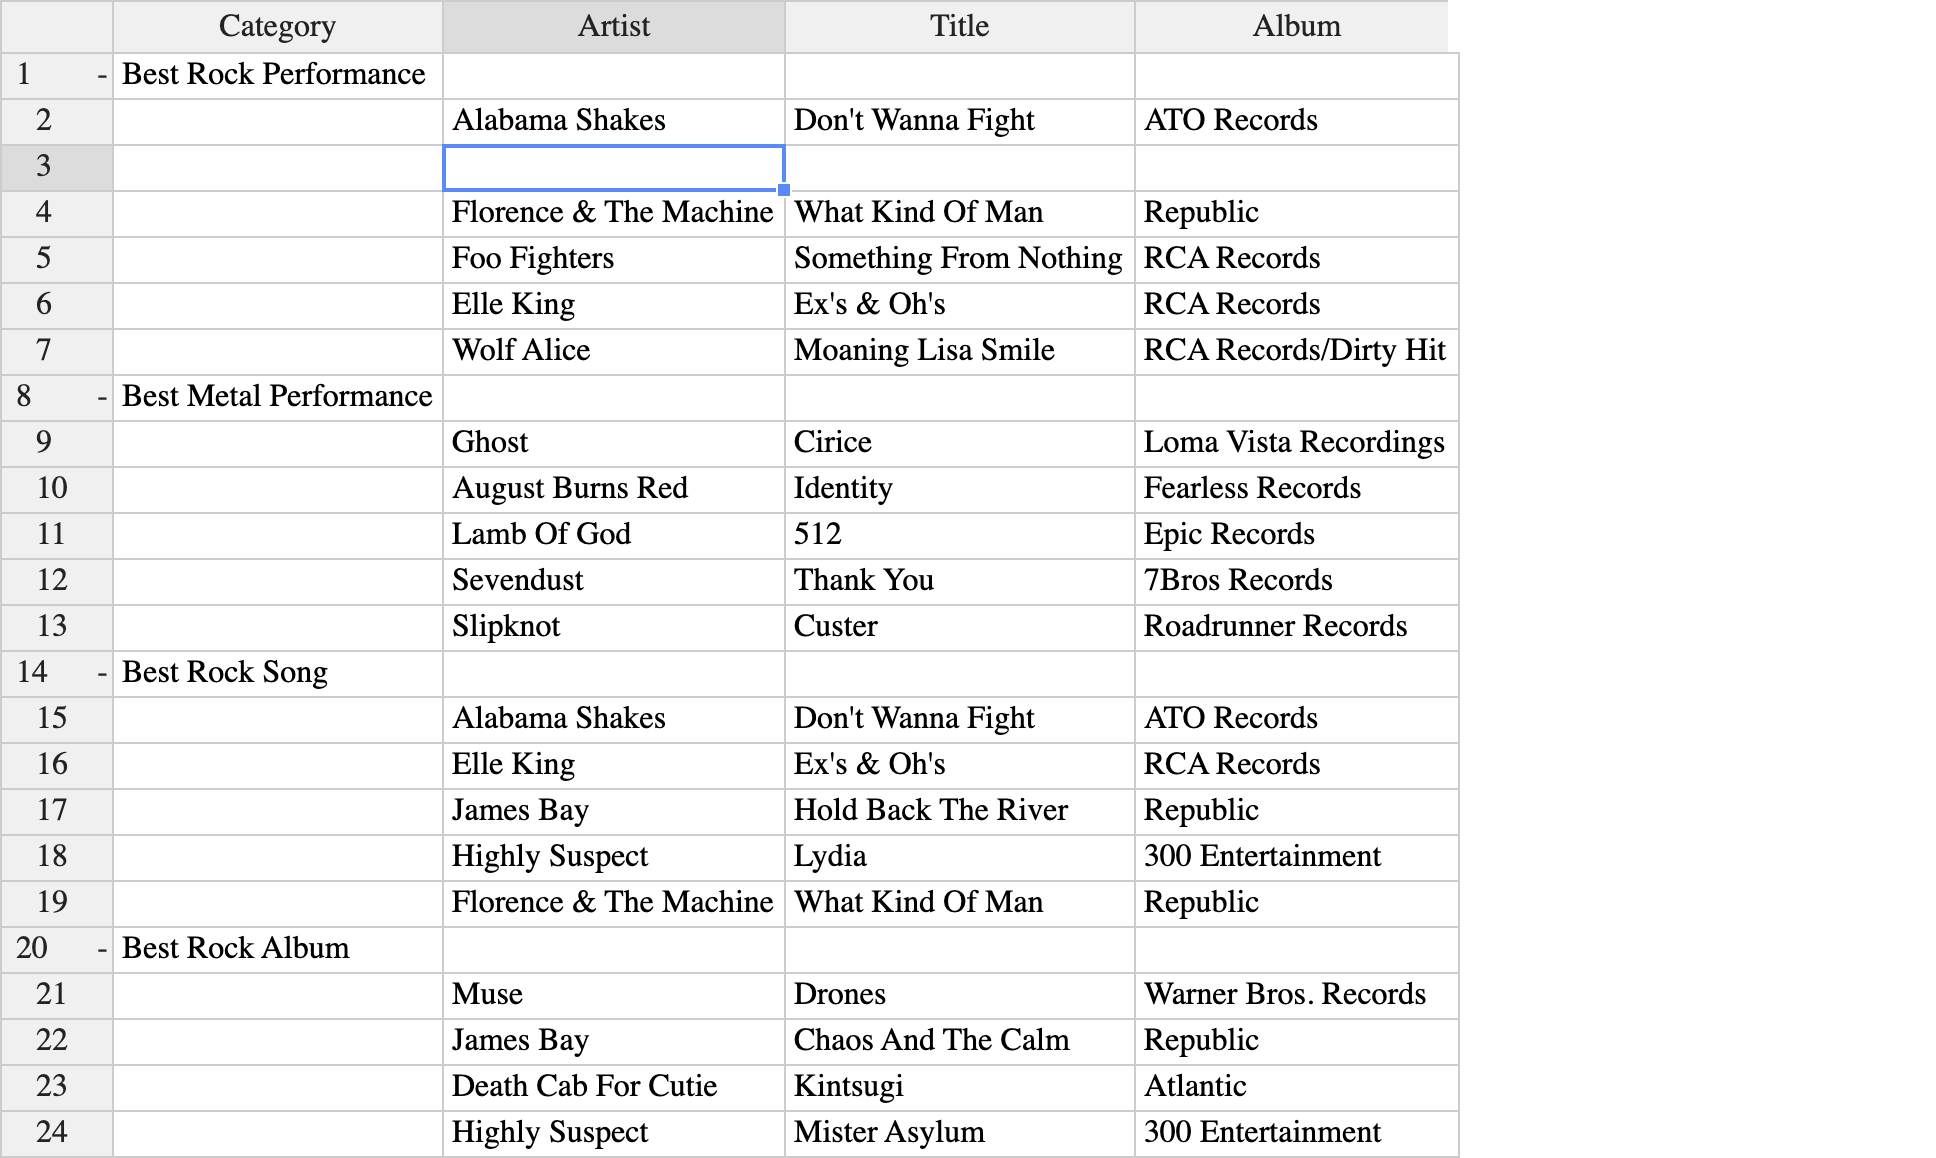 Category Artist Title Album
1 - Best Rock Performance
2 Alabama Shakes Don't Wanna Fight ATO Records
3
4 Florence & The Machine What Kind Of Man Republic
5 Foo Fighters Something From Nothing RCA Records
6 Elle King Ex's & Oh's RCA Records
7 Wolf Alice Moaning Lisa Smile RCA Records/Dirty Hit
8 - Best Metal Performance
9 Ghost Cirice Loma Vista Recordings
10 August Burns Red Identity Fearless Records
11 Lamb Of God 512 Epic Records
12 Sevendust Thank You 7Bros Records
13 Slipknot Custer Roadrunner Records
14 - Best Rock Song
15 Alabama Shakes Don't Wanna Fight ATO Records
16 Elle King Ex's & Oh's RCA Records
17 James Bay Hold Back The River Republic
18 Highly Suspect Lydia 300 Entertainment
19 Florence & The Machine What Kind Of Man Republic
20 - Best Rock Album
21 Muse Drones Warner Bros. Records
22 James Bay Chaos And The Calm Republic
23 Death Cab For Cutie Kintsugi Atlantic
24 Highly Suspect Mister Asylum 300 Entertainment